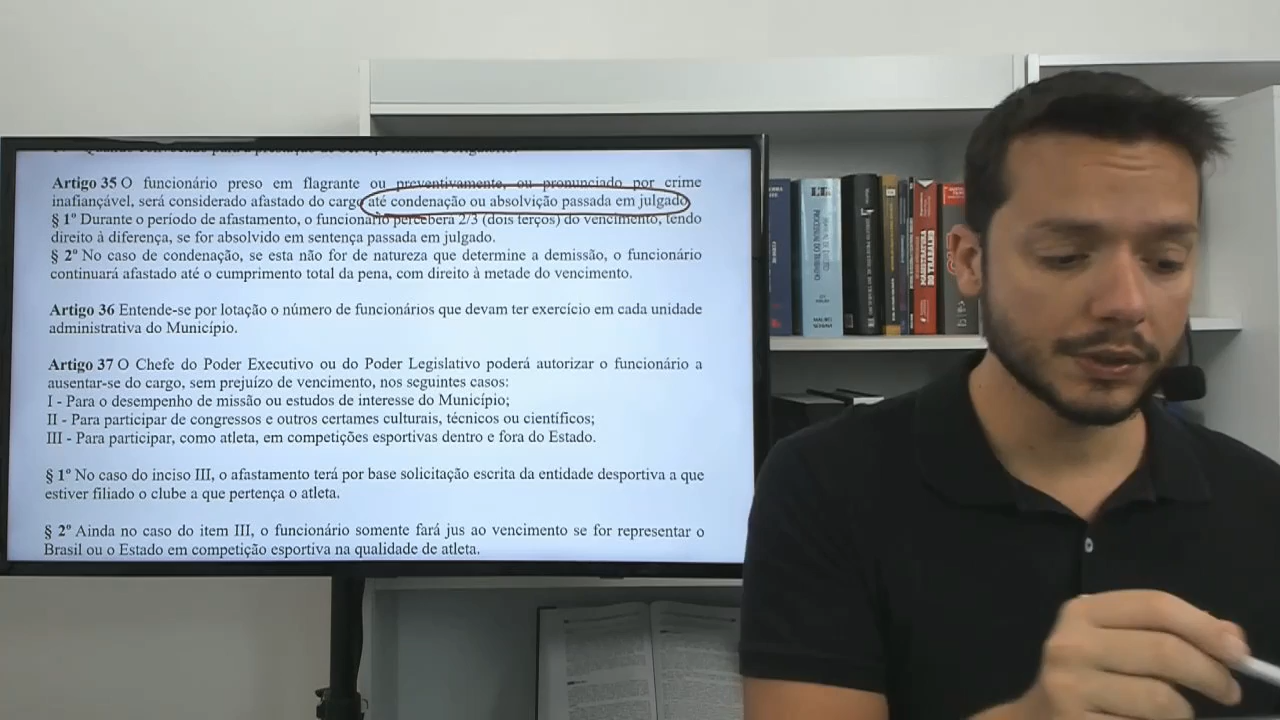 Artigo 35 O funcionário preso em flagrante ou preventivamente, ou pronunciado por crime
inafiançável, será considerado afastado do cargo até condenação ou absolvição passada em julgado
§ 1º Durante o período de afastamento, o funcionário perceberá 2/3 (dois terços) do vencimento, tendo
direito à diferença, se for absolvido em sentença passada em julgado.
§ 2º No caso de condenação, se esta não for de natureza que determine a demissão, o funcionário
continuará afastado até o cumprimento total da pena, com direito à metade do vencimento.
Artigo 36 Entende-se por lotação o número de funcionários que devam ter exercício em cada unidade
administrativa do Município.
Artigo 37 O Chefe do Poder Executivo ou do Poder Legislativo poderá autorizar o funcionário a
ausentar-se do cargo, sem prejuízo de vencimento, nos seguintes casos:
I - Para o desempenho de missão ou estudos de interesse do Município;
II - Para participar de congressos e outros certames culturais, técnicos ou científicos;
III - Para participar, como atleta, em competições esportivas dentro e fora do Estado.
§ 1º No caso do inciso III, o afastamento terá por base solicitação escrita da entidade desportiva a que
estiver filiado o clube a que pertença o atleta.
§ 2º Ainda no caso do item III, o funcionário somente fará jus ao vencimento se for representar o
Brasil ou o Estado em competição esportiva na qualidade de atleta.